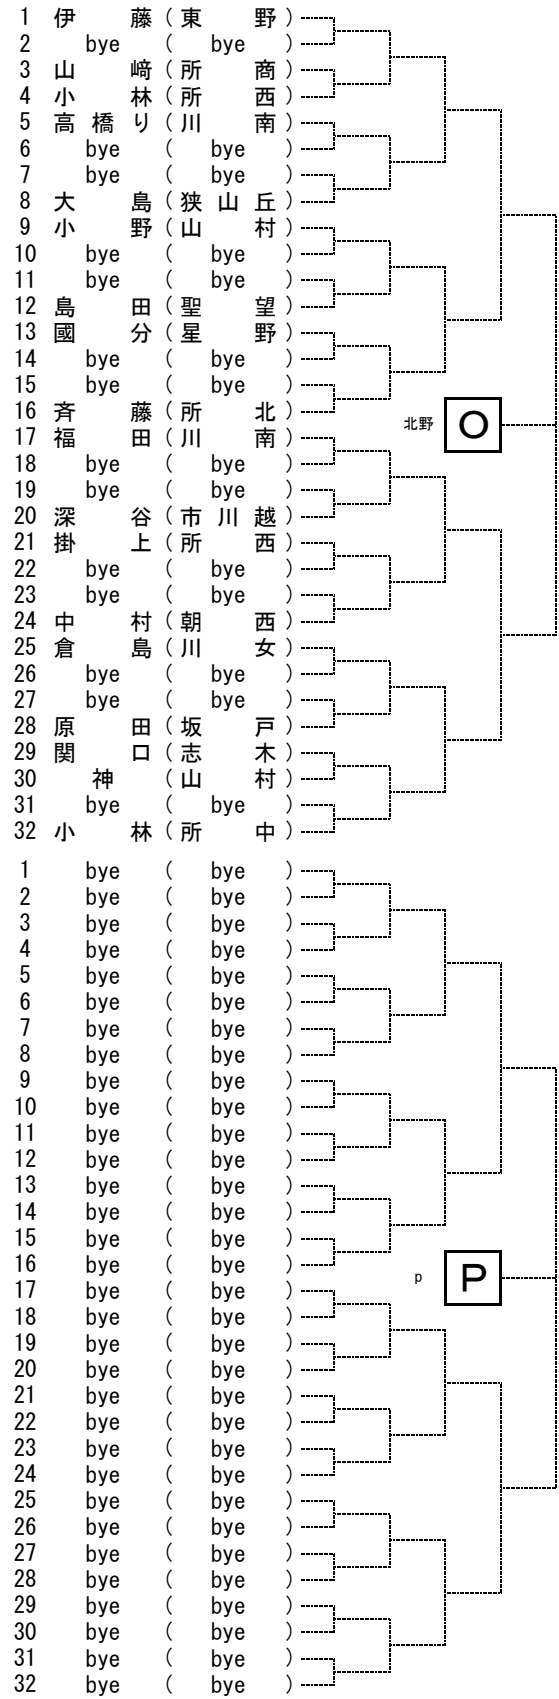 1 伊藤(東野)
2 bye ( bye )
3 山﨑(所商)
4 小林(所西)
5 高橋り(川南)
6 bye ( bye )
7 bye ( bye )
8 大島(狭山丘)
9 小野(山村)
10 bye ( bye )
11 bye ( bye )
12 島田(聖望)
13 國分(星野)
14 bye ( bye )
15 bye ( bye )
16 斉藤(所北)
北野 O
17 福田(川南)
18 bye ( bye )
19 bye ( bye )
20 深谷(市川越)
21 掛上(所西)
22 bye ( bye )
23 bye ( bye )
24 中村(朝西)
25 倉島(川女)
26 bye ( bye )
27 bye ( bye )
28 原田(坂戸)
29 関口(志木)
30 神(山村)
31 bye ( bye )
32 小林(所中)
1 bye ( bye )
2 bye ( bye )
3 bye ( bye )
4 bye ( bye )
5 bye ( bye )
6 bye ( bye )
7 bye ( bye )
8 bye ( bye )
9 bye ( bye )
10 bye ( bye )
11 bye ( bye )
12 bye ( bye )
13 bye ( bye )
14 bye ( bye )
15 bye ( bye )
16 bye ( bye )
p P
17 bye ( bye )
18 bye ( bye )
19 bye ( bye )
20 bye ( bye )
21 bye ( bye )
22 bye ( bye )
23 bye ( bye )
24 bye ( bye )
25 bye ( bye )
26 bye ( bye )
27 bye ( bye )
28 bye ( bye )
29 bye ( bye )
30 bye ( bye )
31 bye ( bye )
32 bye ( bye )